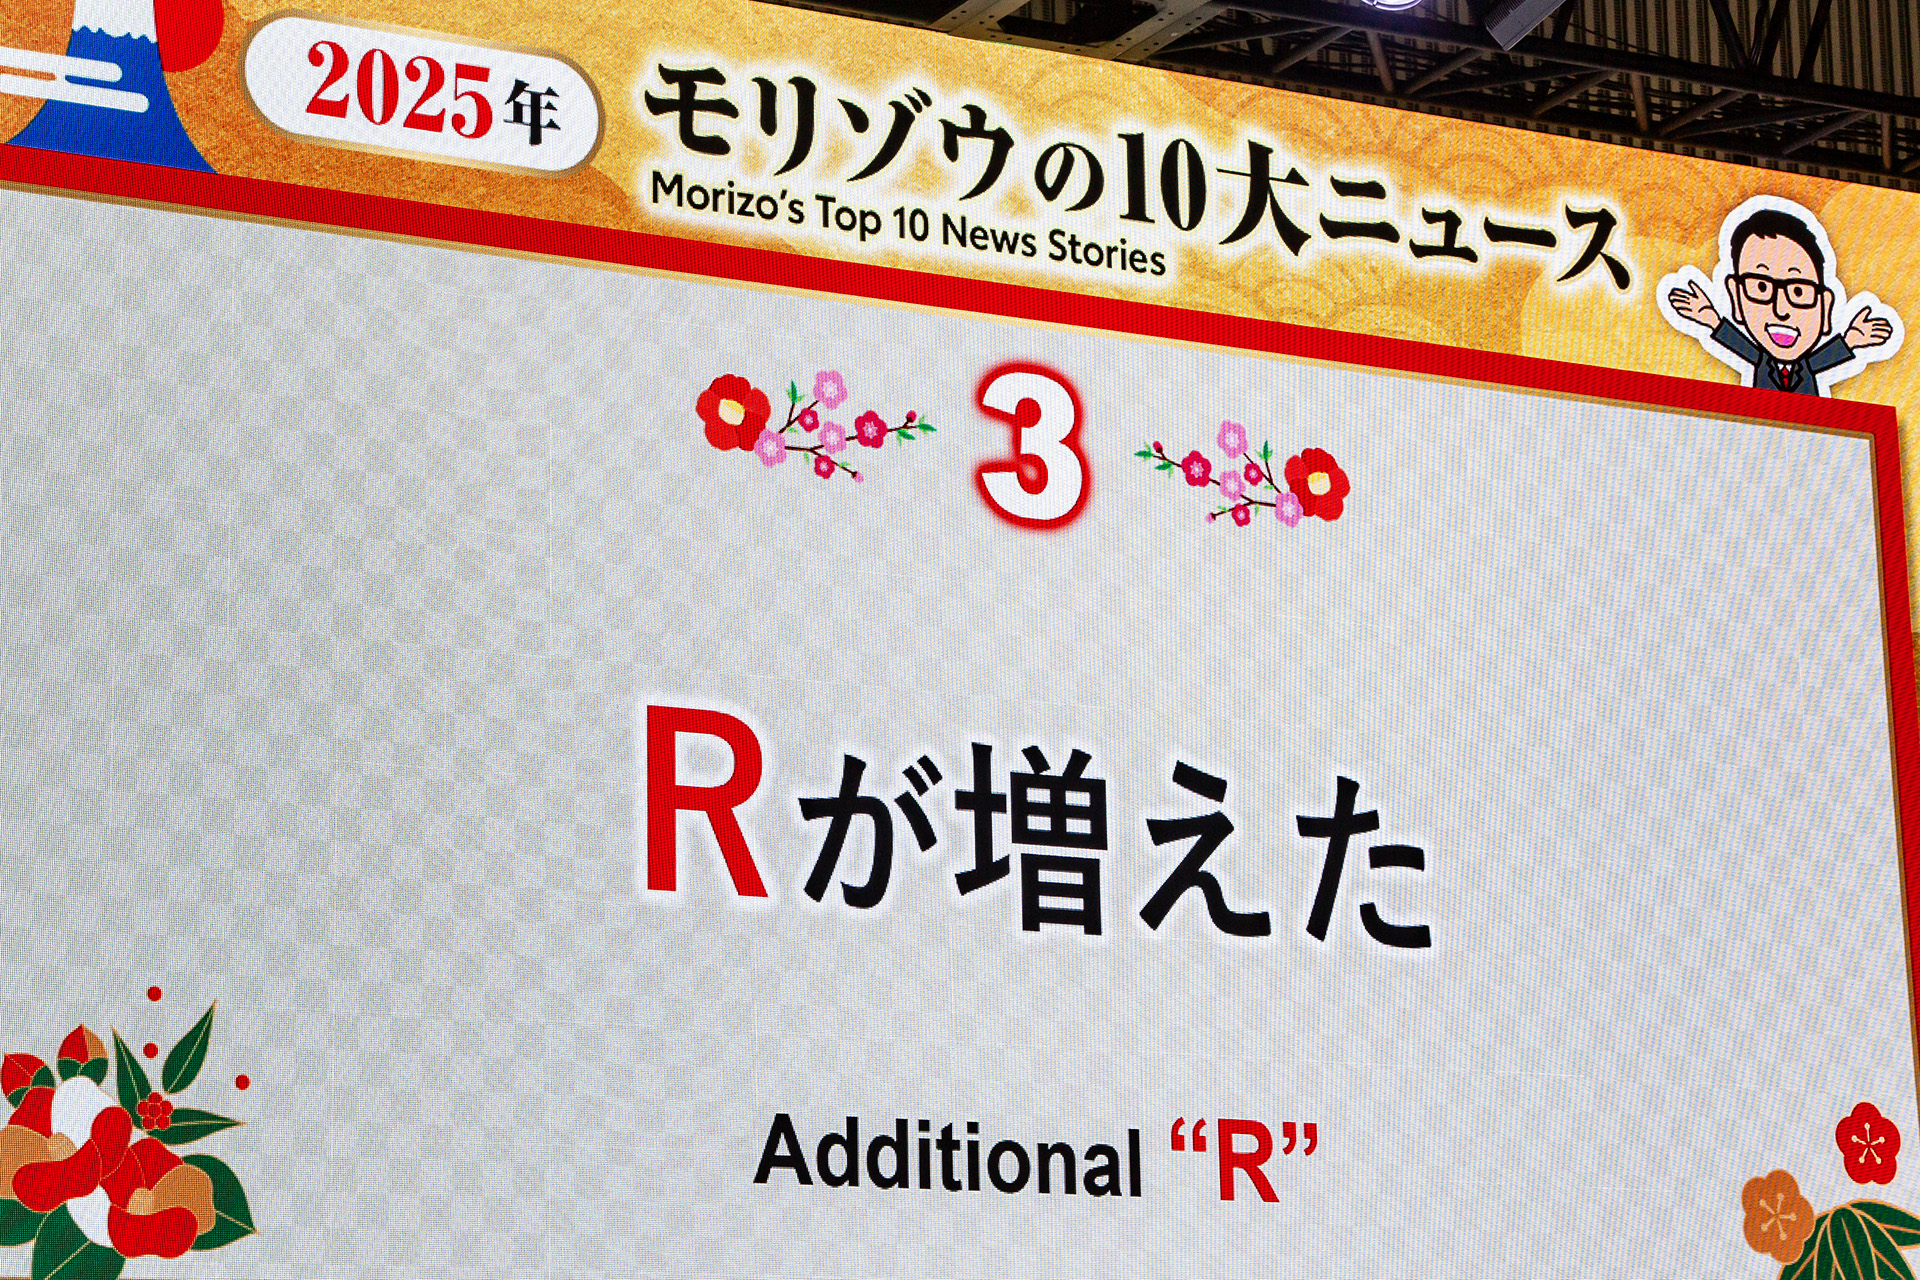 2025年 モリゾウの10大ニュース
Morizo's Top 10 News Stories
3
Rが増えた
Additional “R”